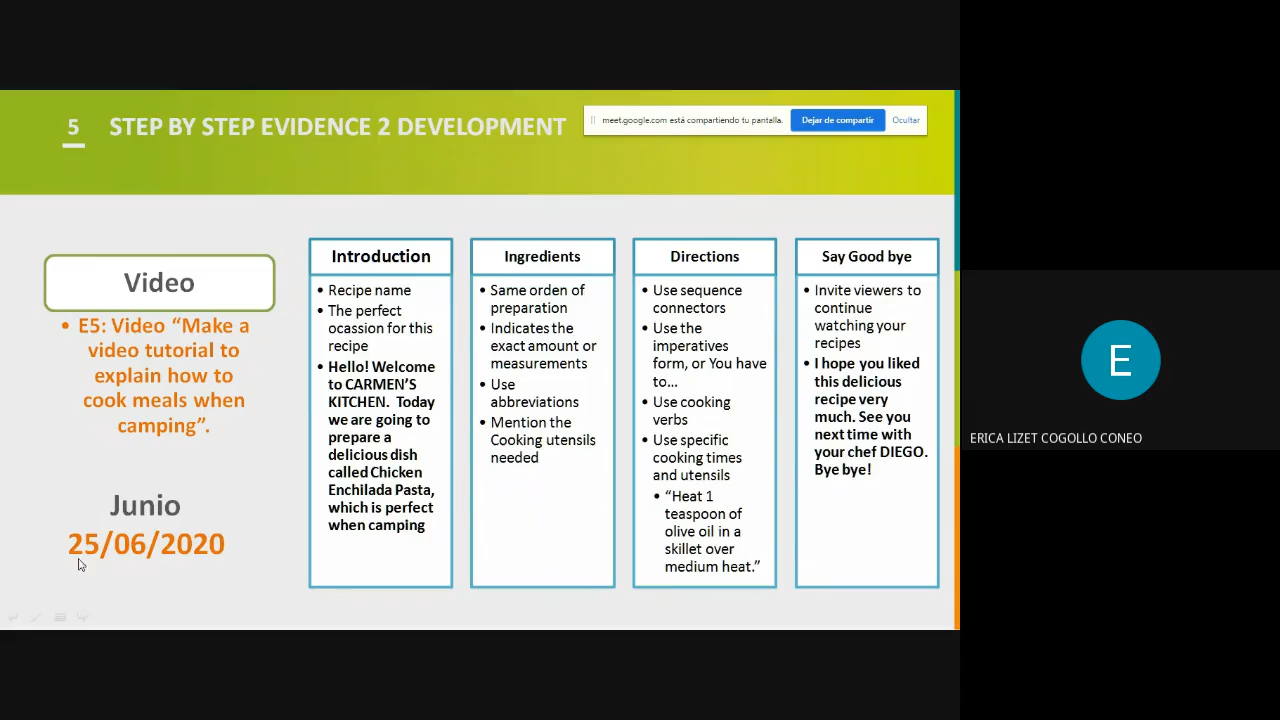 5 STEP BY STEP EVIDENCE 2 DEVELOPMENT
meet.google.com está compartiendo tu pantalla.
Dejar de compartir
Ocultar
Video
• E5: Video “Make a
video tutorial to
explain how to
cook meals when
camping”.
Junio
25/06/2020
Introduction
• Recipe name
• The perfect
ocassion for this
recipe
• Hello! Welcome
to CARMEN’S
KITCHEN. Today
we are going to
prepare a
delicious dish
called Chicken
Enchilada Pasta,
which is perfect
when camping
Ingredients
• Same orden of
preparation
• Indicates the
exact amount or
measurements
• Use
abbreviations
• Mention the
Cooking utensils
needed
Directions
• Use sequence
connectors
• Use the
imperatives
form, or You have
to...
• Use cooking
verbs
• Use specific
cooking times
and utensils
• “Heat 1
teaspoon of
olive oil in a
skillet over
medium heat.”
Say Good bye
• Invite viewers to
continue
watching your
recipes
• I hope you liked
this delicious
recipe very
much. See you
next time with
your chef DIEGO.
Bye bye!
E
ERICA LIZET COGOLLO CONEO